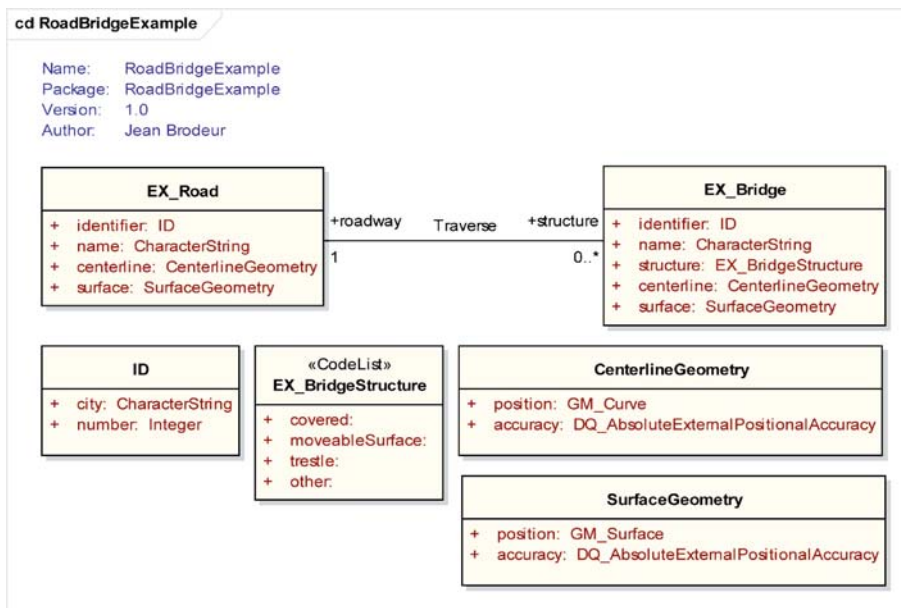 cd RoadBridgeExample
Name: RoadBridgeExample
Package: RoadBridgeExample
Version: 1.0
Author: Jean Brodeur
EX_Road
+ identifier: ID
+ name: CharacterString
+ centerline: CenterlineGeometry
+ surface: SurfaceGeometry
+roadway Traverse +structure
1 0..*
EX_Bridge
+ identifier: ID
+ name: CharacterString
+ structure: EX_BridgeStructure
+ centerline: CenterlineGeometry
+ surface: SurfaceGeometry
ID
+ city: CharacterString
+ number: Integer
«CodeList»
EX_BridgeStructure
+ covered:
+ moveableSurface:
+ trestle:
+ other:
CenterlineGeometry
+ position: GM_Curve
+ accuracy: DQ_AbsoluteExternalPositionalAccuracy
SurfaceGeometry
+ position: GM_Surface
+ accuracy: DQ_AbsoluteExternalPositionalAccuracy